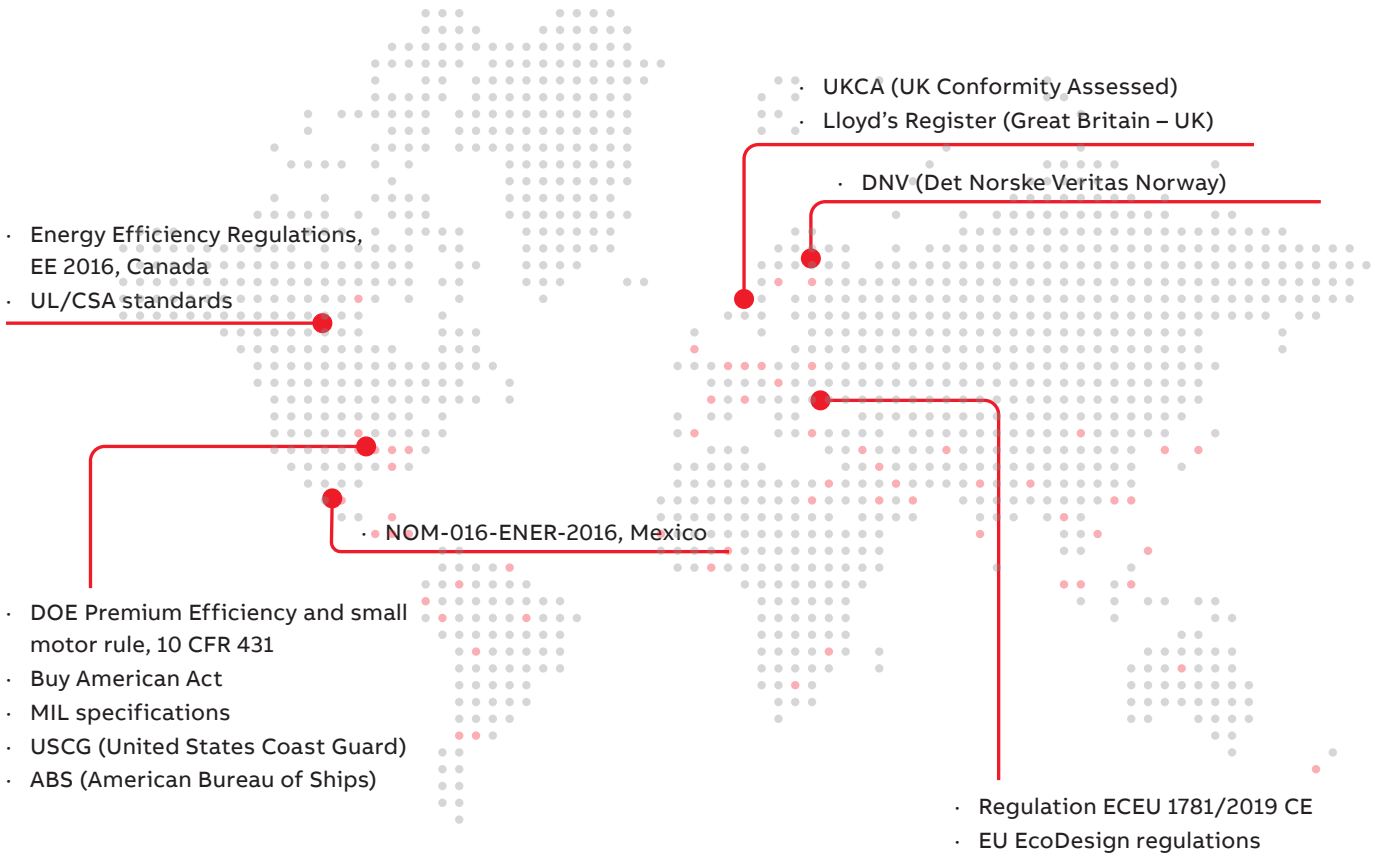 · UKCA (UK Conformity Assessed)
· Lloyd’s Register (Great Britain – UK)
· DNV (Det Norske Veritas Norway)
· Energy Efficiency Regulations,
EE 2016, Canada
· UL/CSA standards
· NOM-016-ENER-2016, Mexico
· DOE Premium Efficiency and small
motor rule, 10 CFR 431
· Buy American Act
· MIL specifications
· USCG (United States Coast Guard)
· ABS (American Bureau of Ships)
· Regulation ECEU 1781/2019 CE
· EU EcoDesign regulations